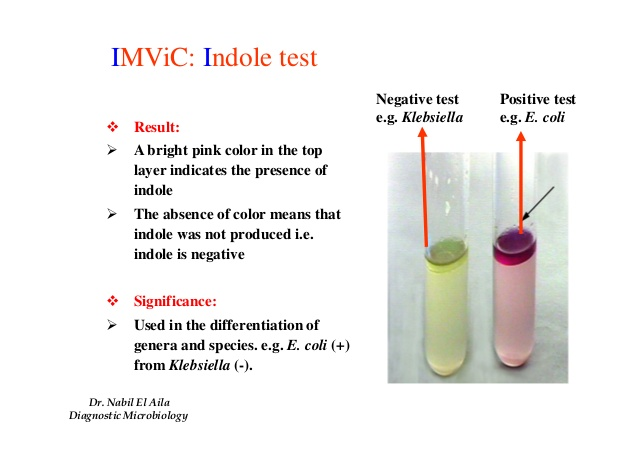 IMViC: Indole test
Negative test
e.g. Klebsiella
Positive test
e.g. E. coli
Result:
A bright pink color in the top
layer indicates the presence of
indole
The absence of color means that
indole was not produced i.e.
indole is negative
Significance:
Used in the differentiation of
genera and species. e.g. E. coli (+)
from Klebsiella (-).
Dr. Nabil El Aila
Diagnostic Microbiology